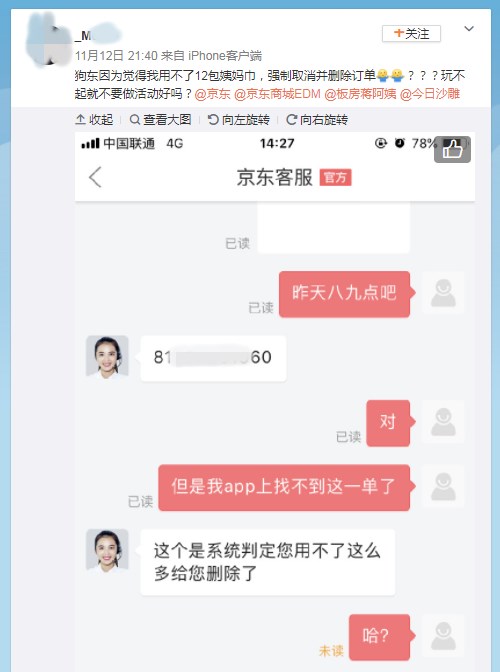 _M
+关注
11月12日 21:40 来自 iPhone客户端
狗东因为觉得我用不了12包姨妈巾，强制取消并删除订单？？？玩不
起就不要做活动好吗？@京东 @京东商城EDM @板房蒋阿姨 @今日沙雕
收起 查看大图 向左旋转 向右旋转
中国联通 4G 14:27 78%
京东客服 官方
已读
昨天八九点吧
已读
81 60
对
已读
但是我app上找不到这一单了
已读
这个是系统判定您用不了这么
多给您删除了
哈？
未读